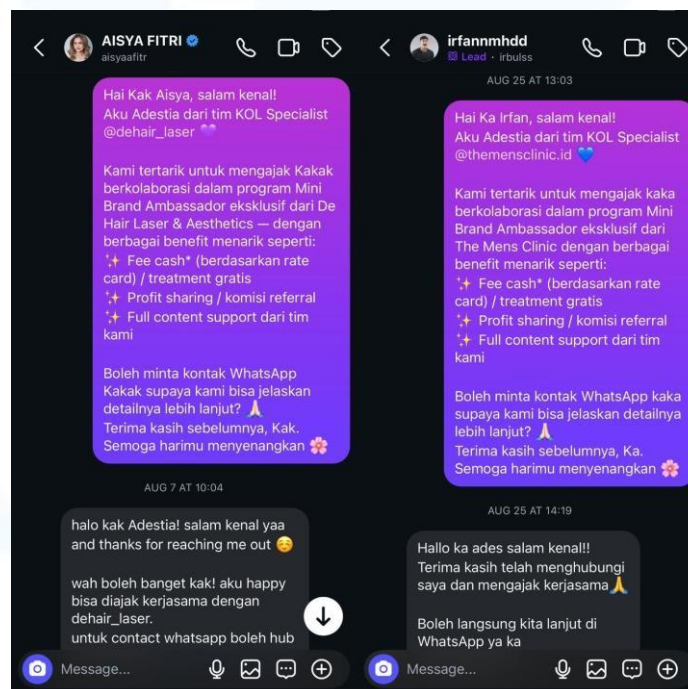 AISYA FITRI
aisyaafitr
Hai Kak Aisya, salam kenal!
Aku Adestia dari tim KOL Specialist
@dehair_laser 💜
Kami tertarik untuk mengajak Kakak
berkolaborasi dalam program Mini
Brand Ambassador eksklusif dari De
Hair Laser & Aesthetics — dengan
berbagai benefit menarik seperti:
✨ Fee cash* (berdasarkan rate
card) / treatment gratis
✨ Profit sharing / komisi referral
✨ Full content support dari tim
kami
Boleh minta kontak WhatsApp
Kakak supaya kami bisa jelaskan
detailnya lebih lanjut? 🙏
Terima kasih sebelumnya, Kak.
Semoga harimu menyenangkan 🌸
AUG 7 AT 10:04
halo kak Adestia! salam kenal yaa
and thanks for reaching me out ☺️
wah boleh banget kak! aku happy
bisa diajak kerjasama dengan
dehair_laser.
untuk contact whatsapp boleh hub
Message...
irfannmhdd
Lead · irbulss
AUG 25 AT 13:03
Hai Ka Irfan, salam kenal!
Aku Adestia dari tim KOL Specialist
@themensclinic.id 💙
Kami tertarik untuk mengajak kaka
berkolaborasi dalam program Mini
Brand Ambassador eksklusif dari
The Mens Clinic dengan berbagai
benefit menarik seperti:
✨ Fee cash* (berdasarkan rate
card) / treatment gratis
✨ Profit sharing / komisi referral
✨ Full content support dari tim
kami
Boleh minta kontak WhatsApp kaka
supaya kami bisa jelaskan detailnya
lebih lanjut? 🙏
Terima kasih sebelumnya, Ka.
Semoga harimu menyenangkan 🌸
AUG 25 AT 14:19
Hallo ka ades salam kenal!!
Terima kasih telah menghubungi
saya dan mengajak kerjasama🙏
Boleh langsung kita lanjut di
WhatsApp ya ka
Message...